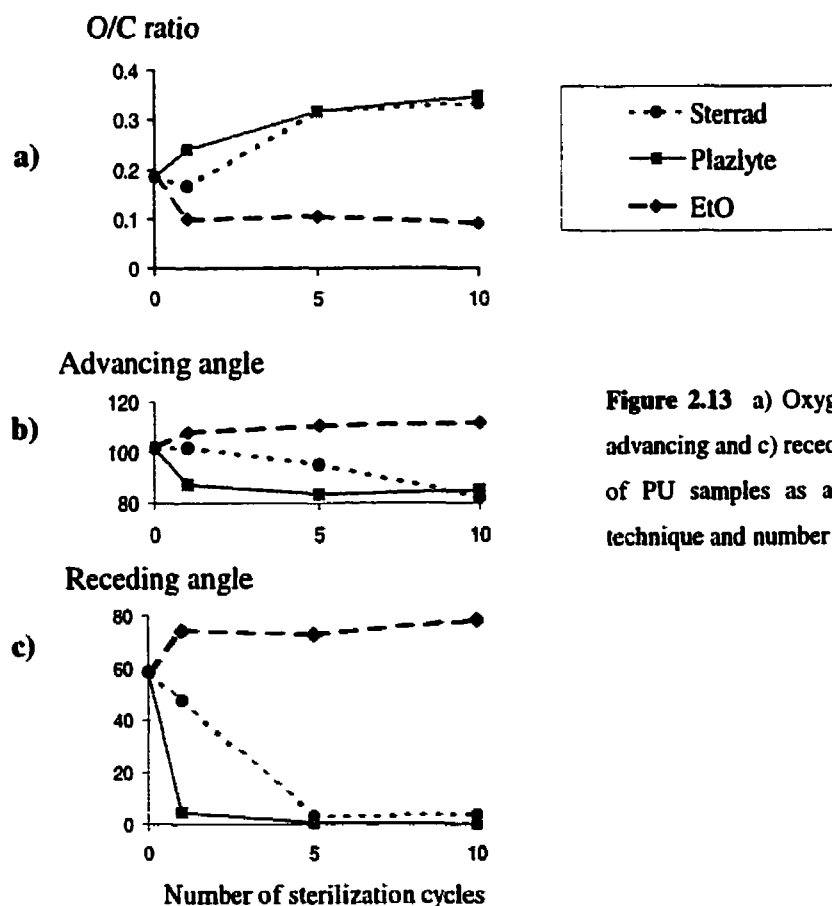 O/C ratio
a)
0.4
0.3
0.2
0.1
0
0 5 10
Sterrad
Plazlyte
EtO
Advancing angle
b)
120
100
80
0 5 10
Receding angle
c)
80
60
40
20
0
0 5 10
Number of sterilization cycles
Figure 2.13 a) Oxyg
advancing and c) reced
of PU samples as a
technique and number